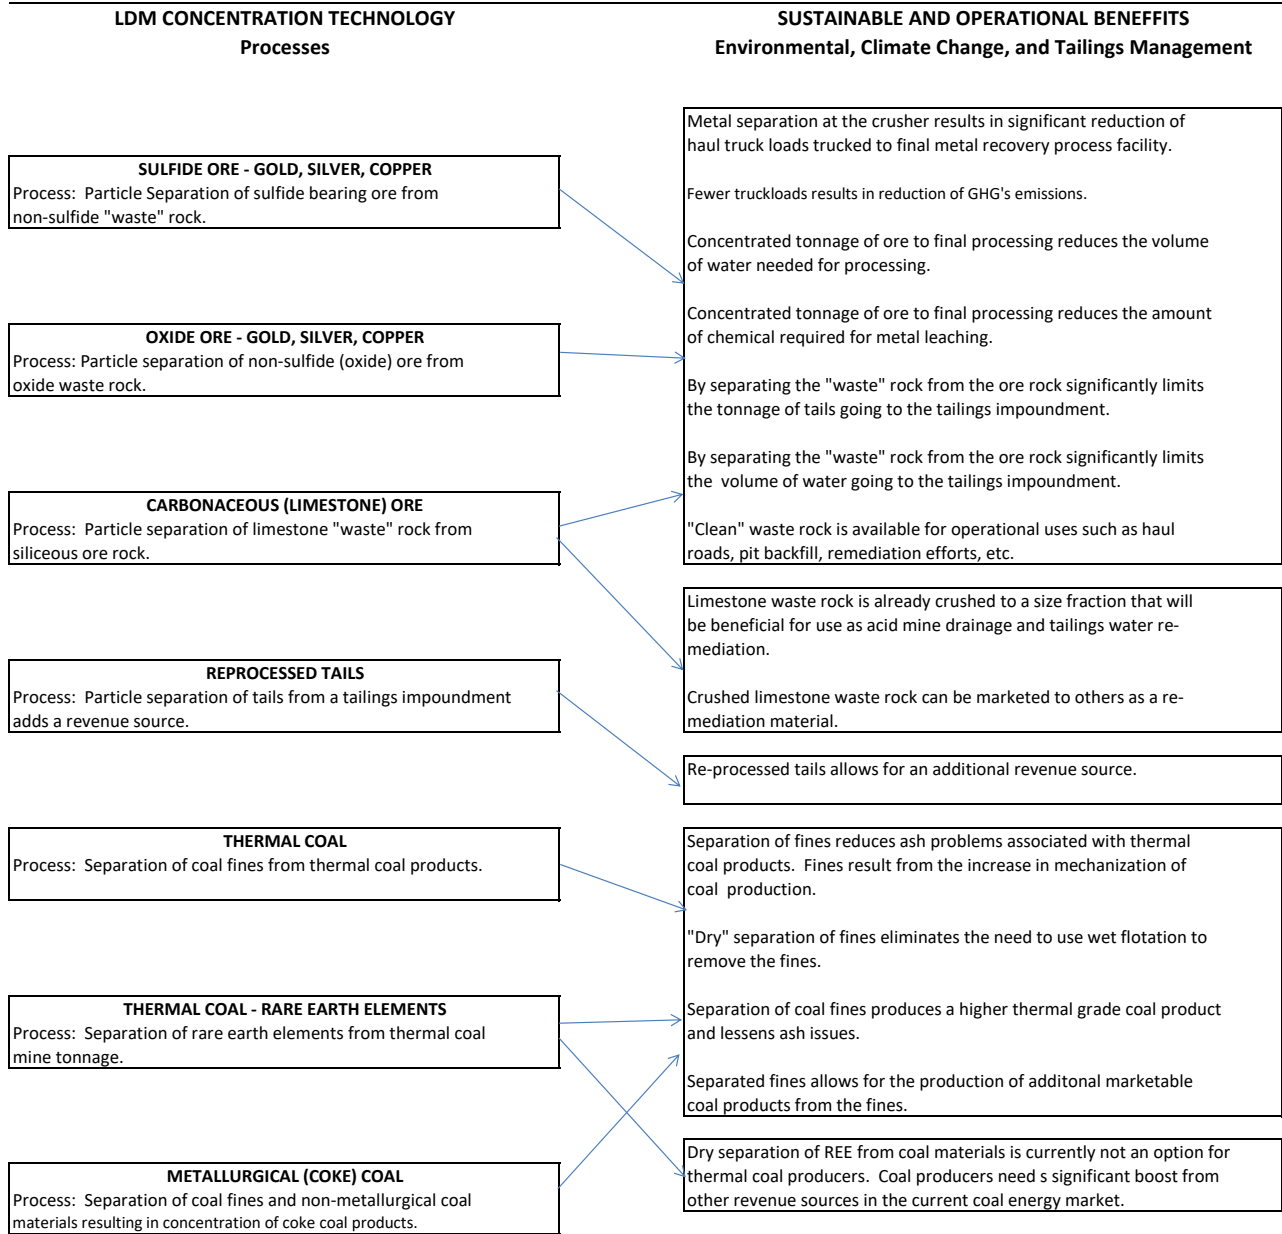 LDM CONCENTRATION TECHNOLOGY
Processes
SUSTAINABLE AND OPERATIONAL BENEFFITS
Environmental, Climate Change, and Tailings Management
SULFIDE ORE - GOLD, SILVER, COPPER
Process:  Particle Separation of sulfide bearing ore from
non-sulfide "waste" rock.
OXIDE ORE - GOLD, SILVER, COPPER
Process: Particle separation of non-sulfide (oxide) ore from
oxide waste rock.
CARBONACEOUS (LIMESTONE) ORE
Process:  Particle separation of limestone "waste" rock from
siliceous ore rock.
REPROCESSED TAILS
Process:  Particle separation of tails from a tailings impoundment
adds a revenue source.
THERMAL COAL
Process:  Separation of coal fines from thermal coal products.
THERMAL COAL - RARE EARTH ELEMENTS
Process:  Separation of rare earth elements from thermal coal
mine tonnage.
METALLURGICAL (COKE) COAL
Process:  Separation of coal fines and non-metallurgical coal
materials resulting in concentration of coke coal products.
Metal separation at the crusher results in significant reduction of
haul truck loads trucked to final metal recovery process facility.
Fewer truckloads results in reduction of GHG's emissions.
Concentrated tonnage of ore to final processing reduces the volume
of water needed for processing.
Concentrated tonnage of ore to final processing reduces the amount
of chemical required for metal leaching.
By separating the "waste" rock from the ore rock significantly limits
the tonnage of tails going to the tailings impoundment.
By separating the "waste" rock from the ore rock significantly limits
the  volume of water going to the tailings impoundment.
"Clean" waste rock is available for operational uses such as haul
roads, pit backfill, remediation efforts, etc.
Limestone waste rock is already crushed to a size fraction that will
be beneficial for use as acid mine drainage and tailings water re-
mediation.
Crushed limestone waste rock can be marketed to others as a re-
mediation material.
Re-processed tails allows for an additional revenue source.
Separation of fines reduces ash problems associated with thermal
coal products.  Fines result from the increase in mechanization of
coal  production.
"Dry" separation of fines eliminates the need to use wet flotation to
remove the fines.
Separation of coal fines produces a higher thermal grade coal product
and lessens ash issues.
Separated fines allows for the production of additonal marketable
coal products from the fines.
Dry separation of REE from coal materials is currently not an option for
thermal coal producers.  Coal producers need s significant boost from
other revenue sources in the current coal energy market.